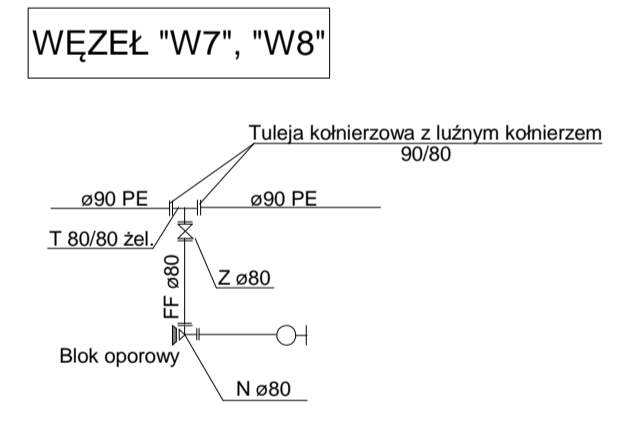 WĘZEŁ "W7", "W8"
Tuleja kołnierzowa z luźnym kołnierzem
90/80
ø90 PE
ø90 PE
T 80/80 żel.
FF ø80
Z ø80
Blok oporowy
N ø80